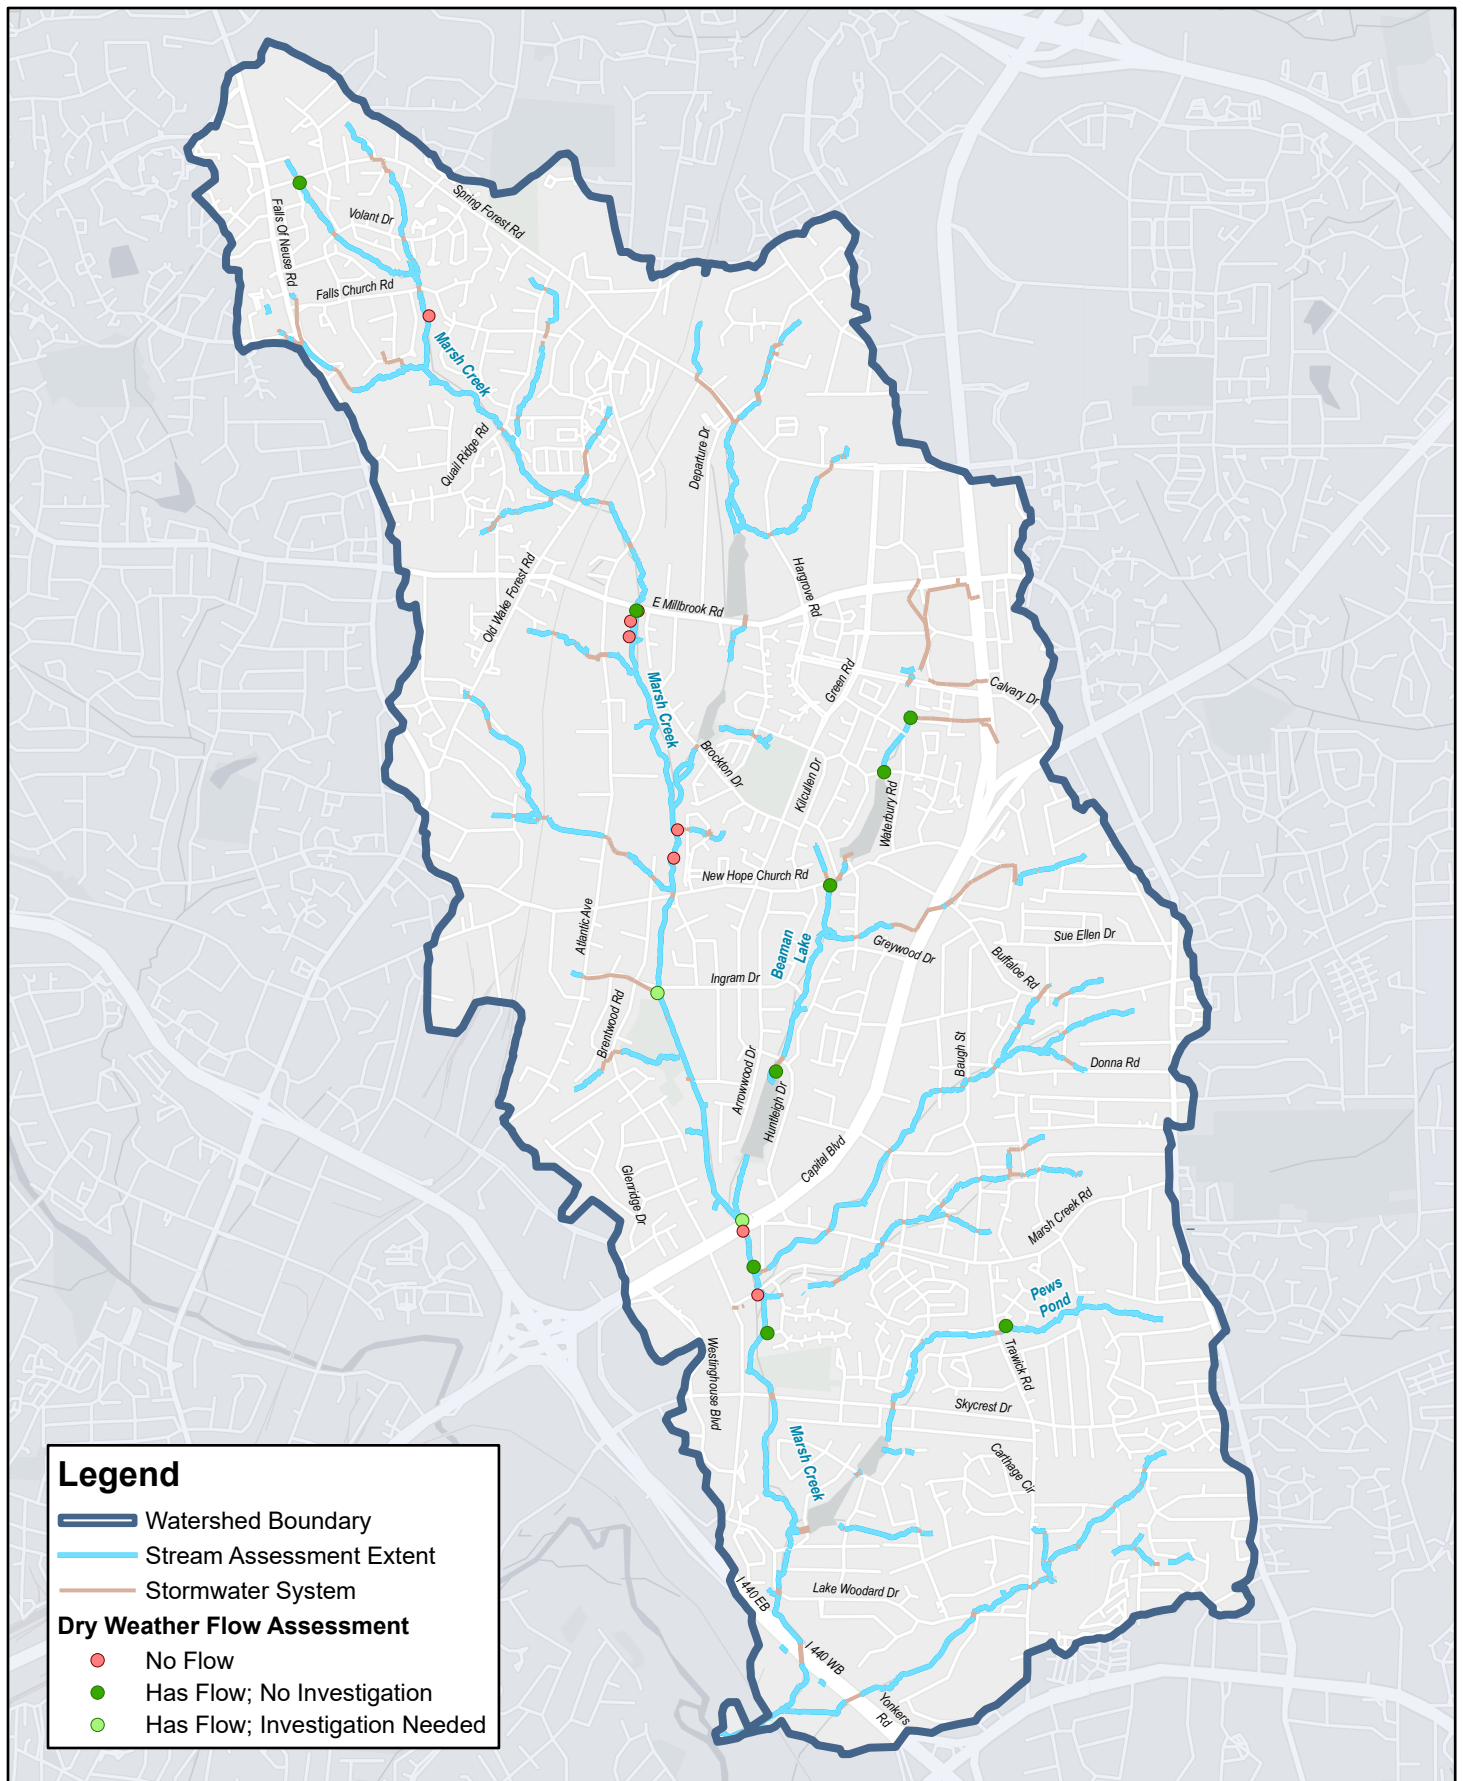 Spring Forest Rd
Volant Dr
Falls Of Neuse Rd
Falls Church Rd
Marsh Creek
Quail Ridge Rd
Departure Dr
Old Wake Forest Rd
Hargrove Rd
E Millbrook Rd
Marsh Creek
Green Rd
Calvary Dr
Brockton Dr
Kilcullen Dr
Waterbury Rd
New Hope Church Rd
Atlantic Ave
Beaman
Lake
Greywood Dr
Sue Ellen Dr
Buffaloe Rd
Ingram Dr
Brentwood Rd
Baugh St
Donna Rd
Arrowwood Dr
Huntleigh Dr
Capital Blvd
Glenridge Dr
Marsh Creek Rd
Pews
Pond
Westinghouse Blvd
Trawick Rd
Skycrest Dr
Marsh Creek
Carthage Cir
Lake Woodard Dr
I 440 EB
I 440 WB
Yonkers
Rd
Legend
Watershed Boundary
Stream Assessment Extent
Stormwater System
Dry Weather Flow Assessment
No Flow
Has Flow; No Investigation
Has Flow; Investigation Needed